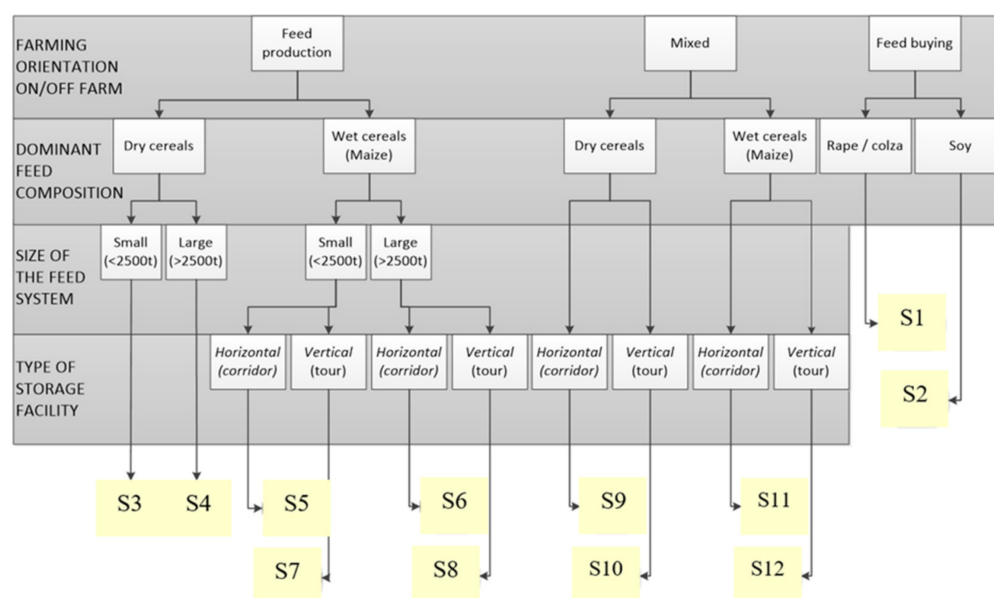 FARMING
ORIENTATION
ON/OFF FARM
Feed
production
Mixed
Feed buying
DOMINANT
FEED
COMPOSITION
Dry cereals
Wet cereals
(Maize)
Dry cereals
Wet cereals
(Maize)
Rape / colza
Soy
SIZE OF
THE FEED
SYSTEM
Small
(<2500t)
Large
(>2500t)
Small
(<2500t)
Large
(>2500t)
TYPE OF
STORAGE
FACILITY
Horizontal
(corridor)
Vertical
(tour)
Horizontal
(corridor)
Vertical
(tour)
Horizontal
(corridor)
Vertical
(tour)
Horizontal
(corridor)
Vertical
(tour)
S1
S2
S3
S4
S5
S6
S9
S11
S7
S8
S10
S12